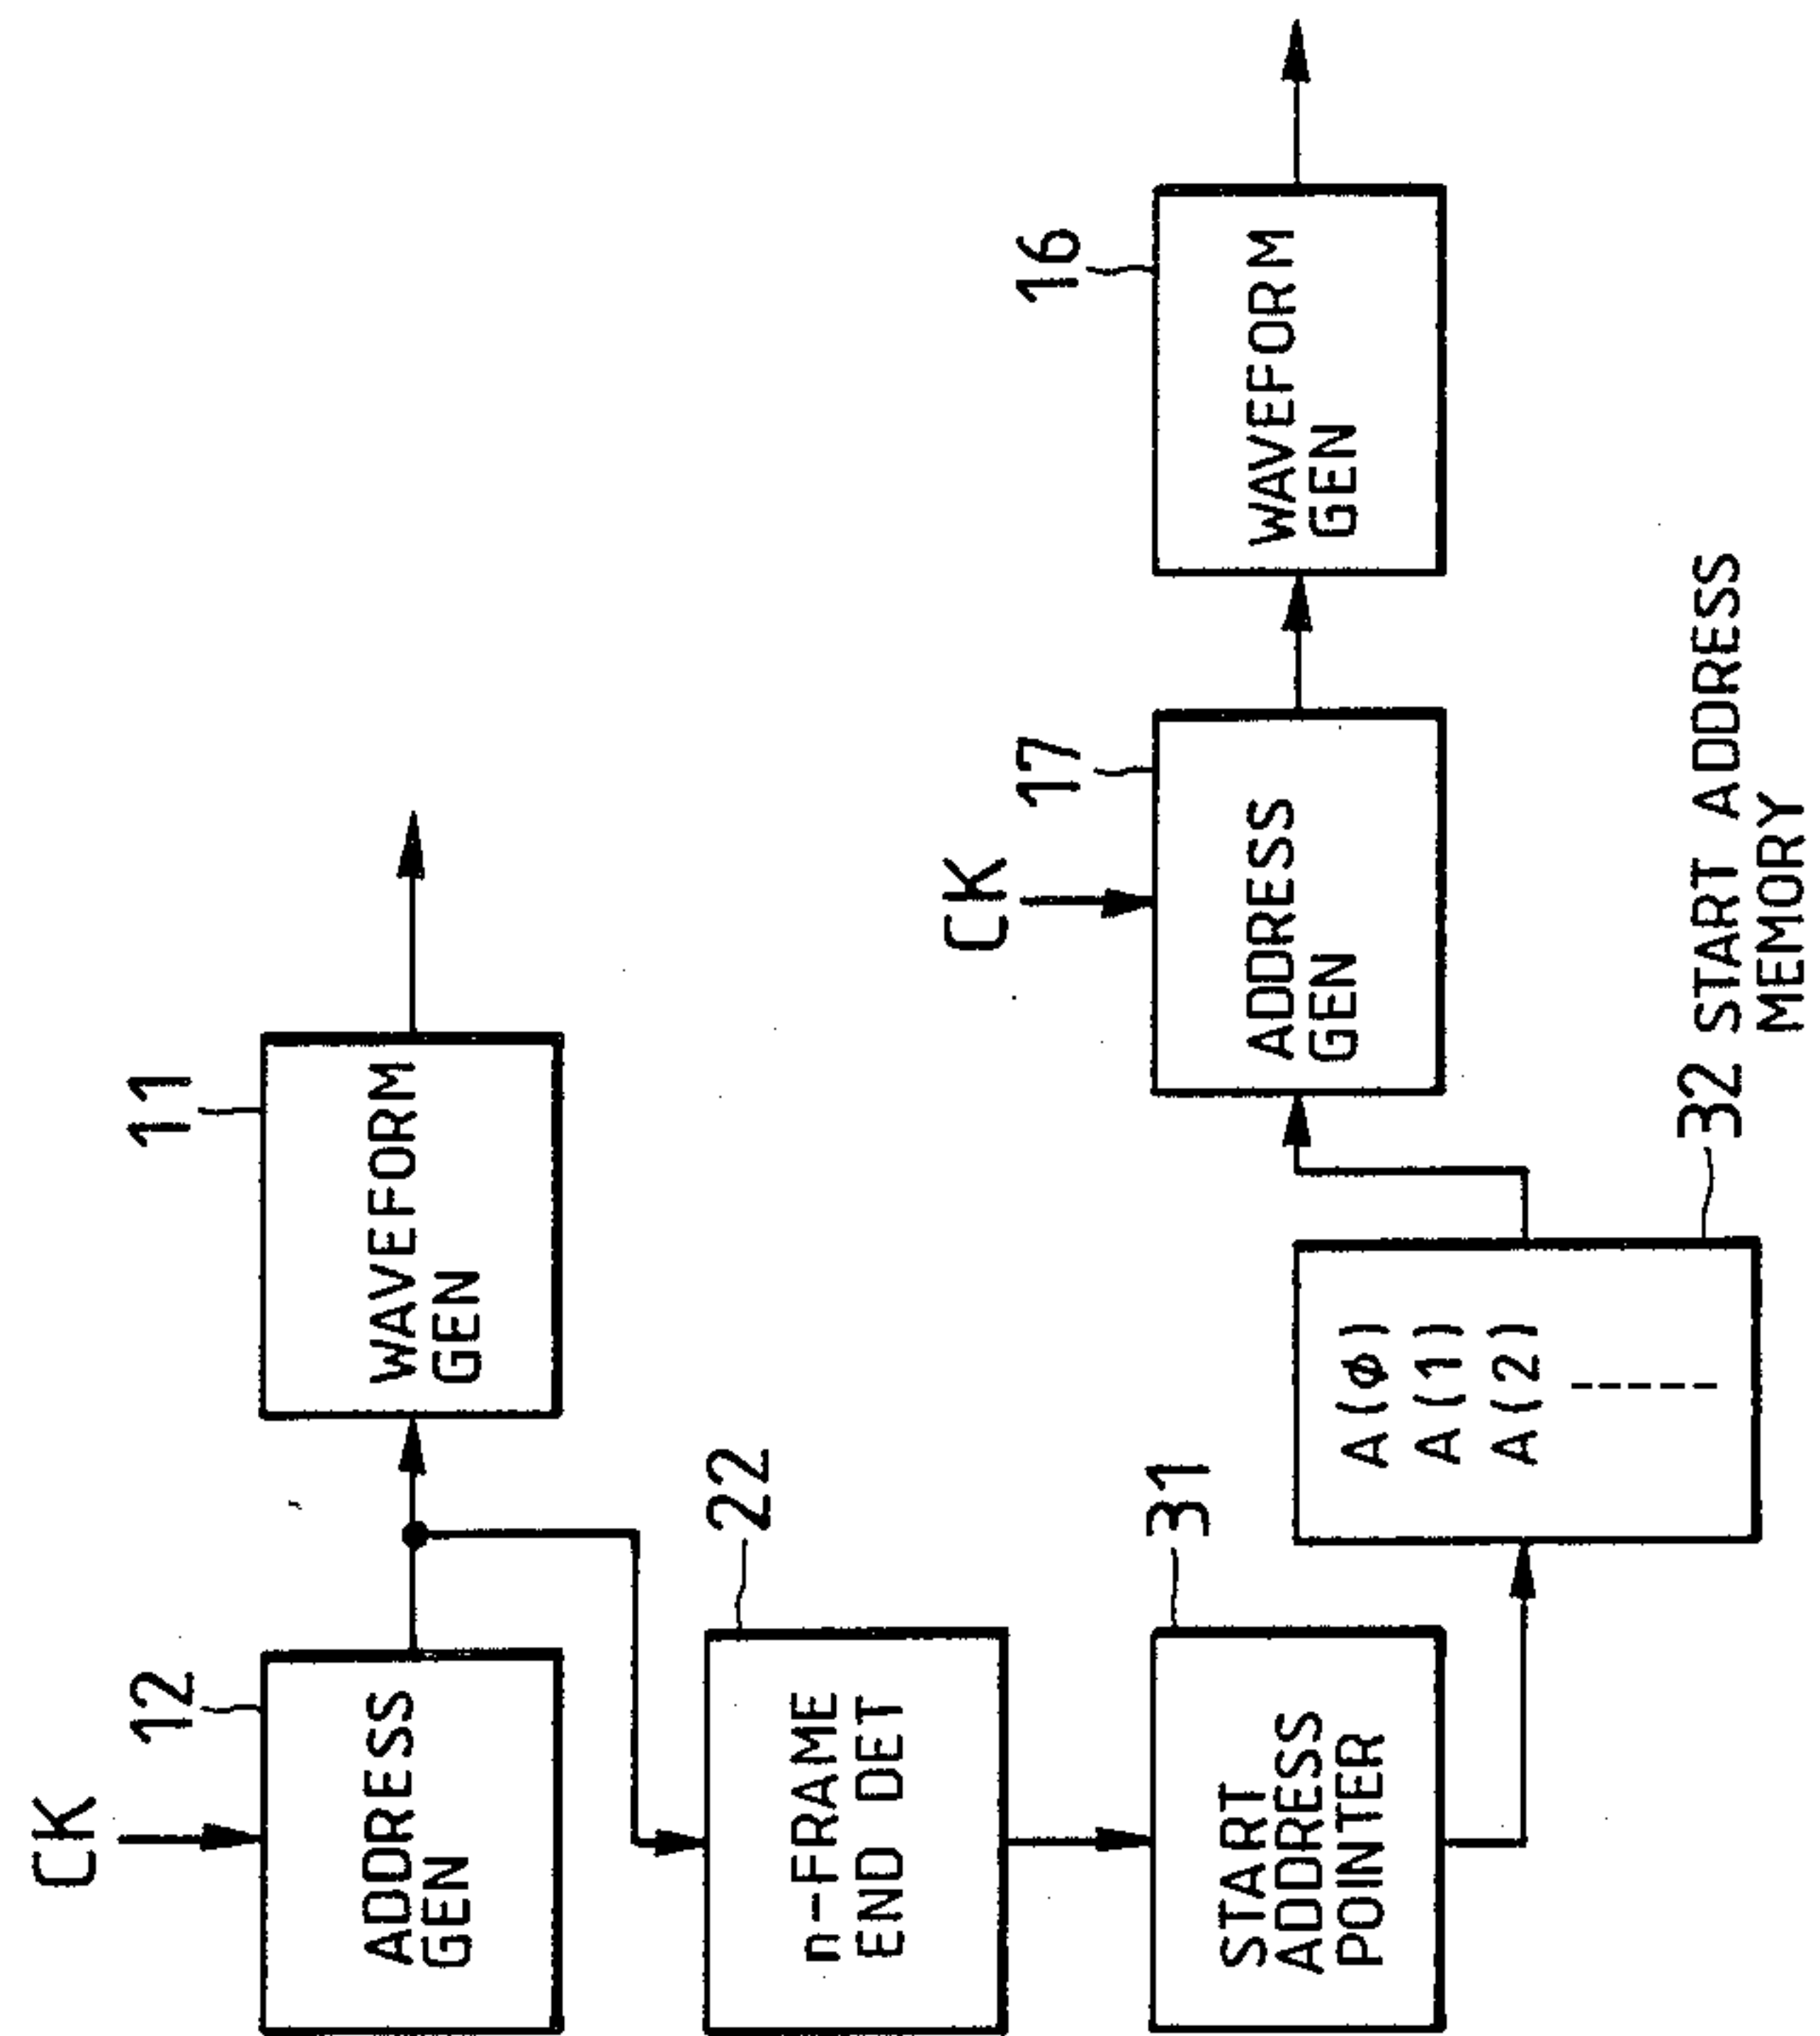 CK
12
ADDRESS
GEN
11
WAVEFORM
GEN
22
n-FRAME
END DET
CK
17
ADDRESS
GEN
16
WAVEFORM
GEN
31
START
ADDRESS
POINTER
A(ϕ)
A(1)
A(2)
32 START ADDRESS
MEMORY